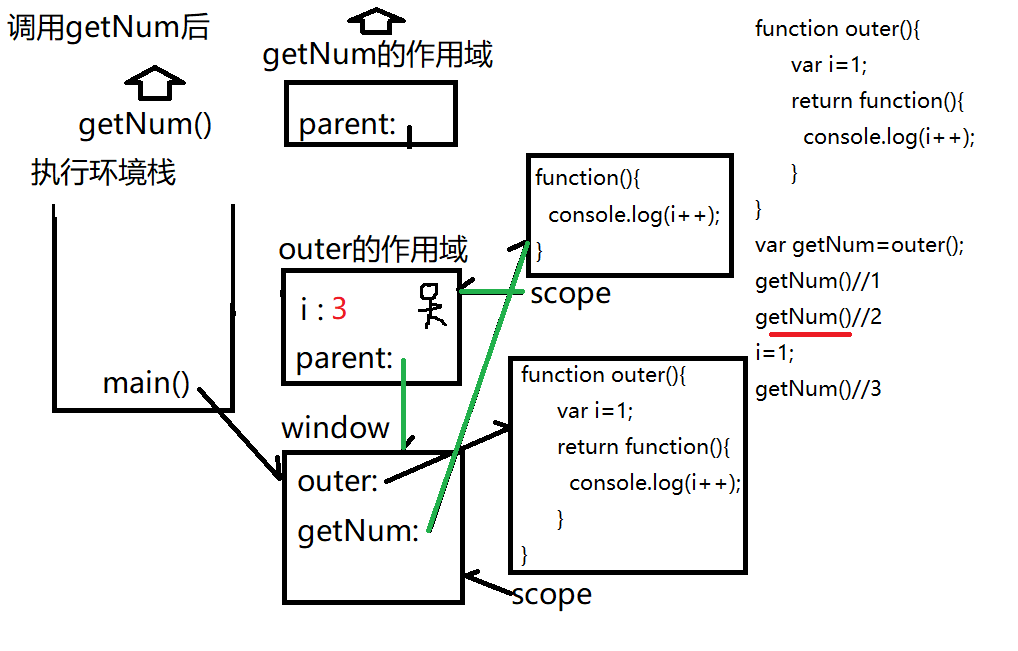 调用getNum后
getNum()
执行环境栈
main()
getNum的作用域
parent:
outer的作用域
i : 3
parent:
window
outer:
getNum:
function(){
console.log(i++);
}
scope
function outer(){
var i=1;
return function(){
console.log(i++);
}
}
scope
function outer(){
var i=1;
return function(){
console.log(i++);
}
}
var getNum=outer();
getNum()//1
getNum()//2
i=1;
getNum()//3